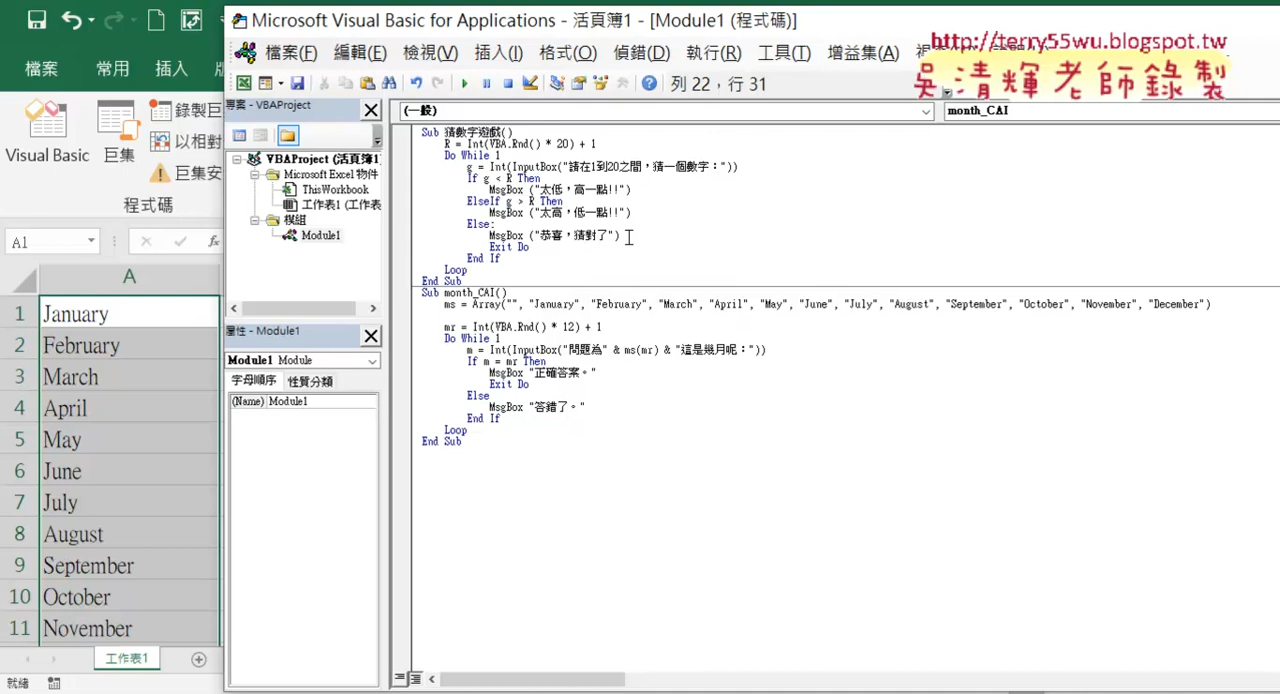 Microsoft Visual Basic for Applications - 活頁簿1 - [Module1 (程式碼)]
http://terry55wu.blogspot.tw
吳清輝老師錄製
檔案 常用 插入
檔案(F) 編輯(E) 檢視(V) 插入(I) 格式(O) 偵錯(D) 執行(R) 工具(T) 增益集(A)
列 22，行 31
Visual Basic
巨集
錄製巨
以相對
巨集安
程式碼
專案 - VBAProject
VBAProject (活頁簿1)
Microsoft Excel 物件
ThisWorkbook
工作表1 (工作表
模組
Module1
屬性 - Module1
Module1 Module
字母順序 性質分類
(Name) Module1
(一般)
month_CAI
Sub 猜數字遊戲()
R = Int(VBA.Rnd() * 20) + 1
Do While 1
g = Int(InputBox("請在1到20之間，猜一個數字："))
If g < R Then
MsgBox ("太低，高一點!!")
ElseIf g > R Then
MsgBox ("太高，低一點!!")
Else:
MsgBox ("恭喜，猜對了")
Exit Do
End If
Loop
End Sub
Sub month_CAI()
ms = Array("", "January", "February", "March", "April", "May", "June", "July", "August", "September", "October", "November", "December")
mr = Int(VBA.Rnd() * 12) + 1
Do While 1
m = Int(InputBox("問題為" & ms(mr) & "這是幾月呢："))
If m = mr Then
MsgBox "正確答案。"
Exit Do
Else
MsgBox "答錯了。"
End If
Loop
End Sub
A1
fx
A
1 January
2 February
3 March
4 April
5 May
6 June
7 July
8 August
9 September
10 October
11 November
工作表1
就緒